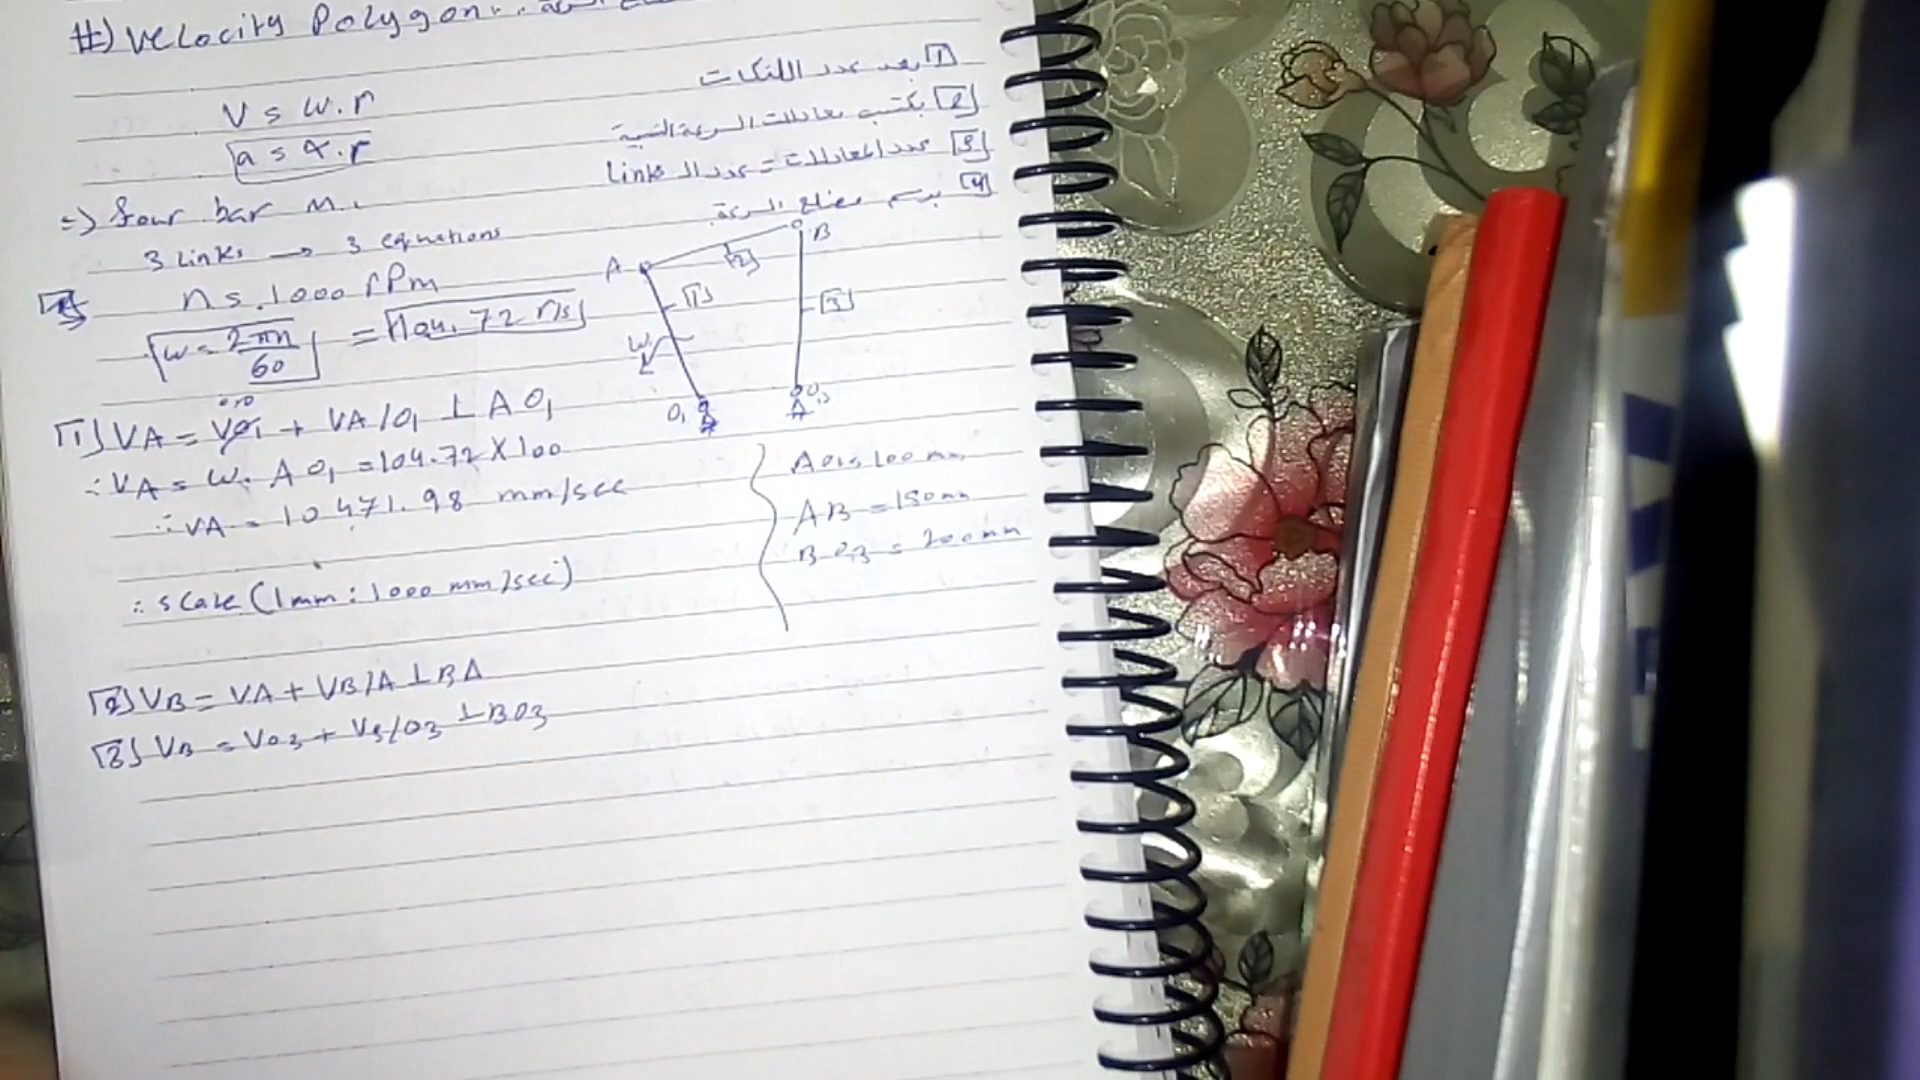 #) Velocity Polygon
V = ω.r
a = α.r
=) four bar M.
3 Links → 3 equations
n = 1000 rpm
ω = 2πn/60 = 104.72 r/s
[1] VA = VO1 + VA/O1 ⊥ AO1
0,0
∴ VA = ω. AO1 = 104.72 X 100
∴ VA = 10471.98 mm/sec
∴ scale (1mm : 1000 mm/sec)
[2] VB = VA + VB/A ⊥ BA
[3] VB = VO3 + VB/O3 ⊥ BO3
[1] بعد عدد اللنكات
[2] بكتب معادلات السرعة النسبية
[3] عدد المعادلات = عدد الـ Links
[4] برسم مضلع السرعة
A
B
[1]
[2]
[3]
ω
O1
O3
AO1 = 100 mm
AB = 150 mm
BO3 = 200 mm